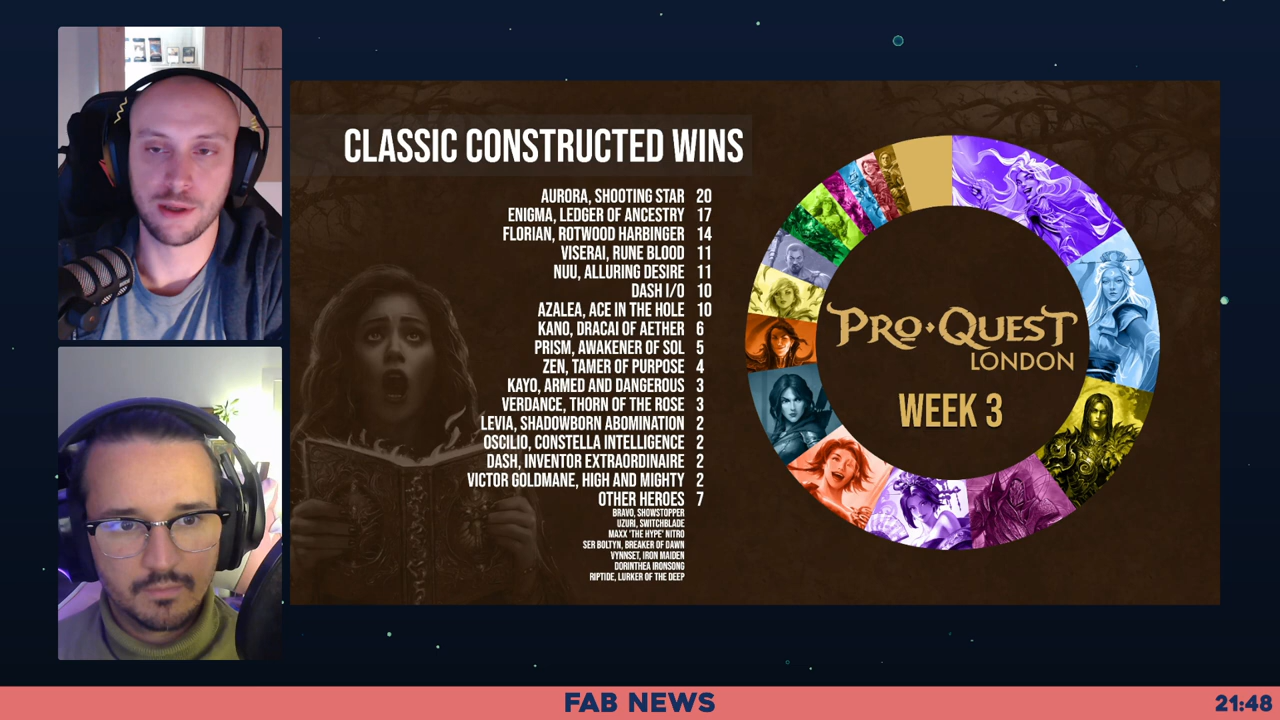 CLASSIC CONSTRUCTED WINS
AURORA, SHOOTING STAR 20
ENIGMA, LEDGER OF ANCESTRY 17
FLORIAN, ROTWOOD HARBINGER 14
VISERAI, RUNE BLOOD 11
NUU, ALLURING DESIRE 11
DASH I/O 10
AZALEA, ACE IN THE HOLE 10
KANO, DRACAI OF AETHER 6
PRISM, AWAKENER OF SOL 5
ZEN, TAMER OF PURPOSE 4
KAYO, ARMED AND DANGEROUS 3
VERDANCE, THORN OF THE ROSE 3
LEVIA, SHADOWBORN ABOMINATION 2
OSCILIO, CONSTELLA INTELLIGENCE 2
DASH, INVENTOR EXTRAORDINAIRE 2
VICTOR GOLDMANE, HIGH AND MIGHTY 2
OTHER HEROES 7
BRAVO, SHOWSTOPPER
UZURI, SWITCHBLADE
MAXX 'THE HYPE' NITRO
SER BOLTYN, BREAKER OF DAWN
VYNNSET, IRON MAIDEN
DORINTHEA IRONSONG
RIPTIDE, LURKER OF THE DEEP
PRO QUEST
LONDON
WEEK 3
FAB NEWS
21:48